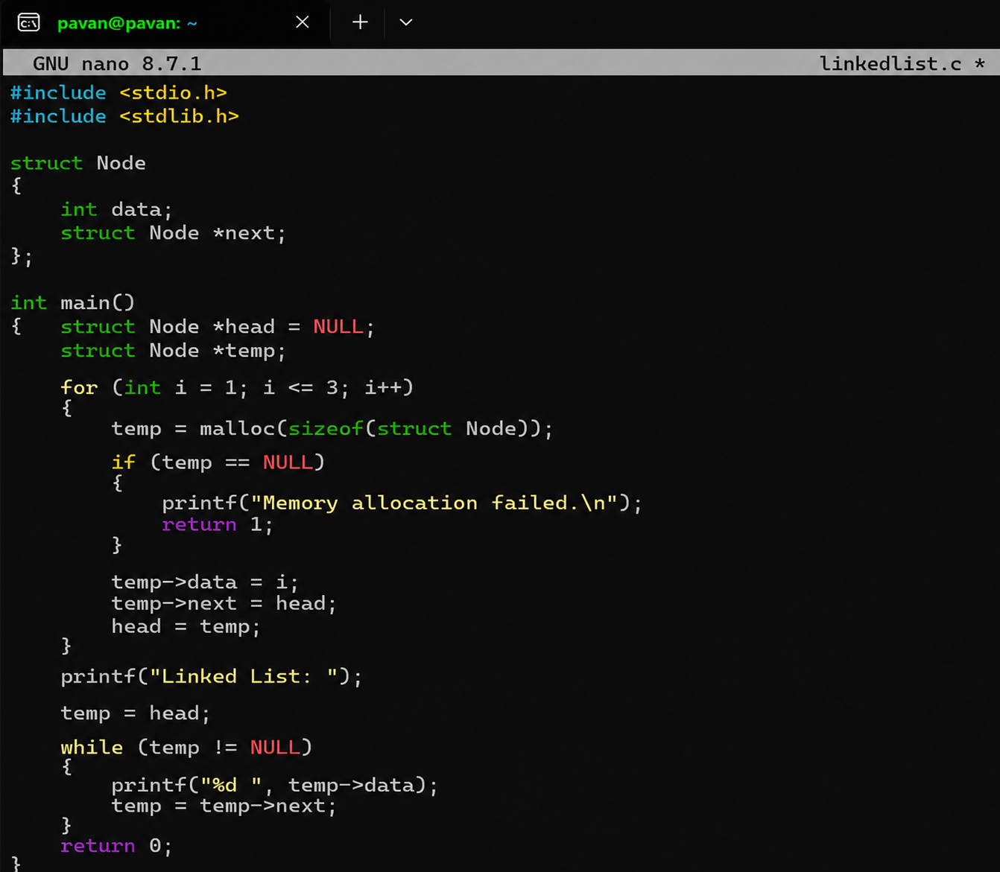 pavan@pavan: ~
GNU nano 8.7.1 linkedlist.c *
#include <stdio.h>
#include <stdlib.h>

struct Node
{
    int data;
    struct Node *next;
};

int main()
{   struct Node *head = NULL;
    struct Node *temp;

    for (int i = 1; i <= 3; i++)
    {
        temp = malloc(sizeof(struct Node));

        if (temp == NULL)
        {
            printf("Memory allocation failed.\n");
            return 1;
        }

        temp->data = i;
        temp->next = head;
        head = temp;
    }

    printf("Linked List: ");

    temp = head;

    while (temp != NULL)
    {
        printf("%d ", temp->data);
        temp = temp->next;
    }
    return 0;
}